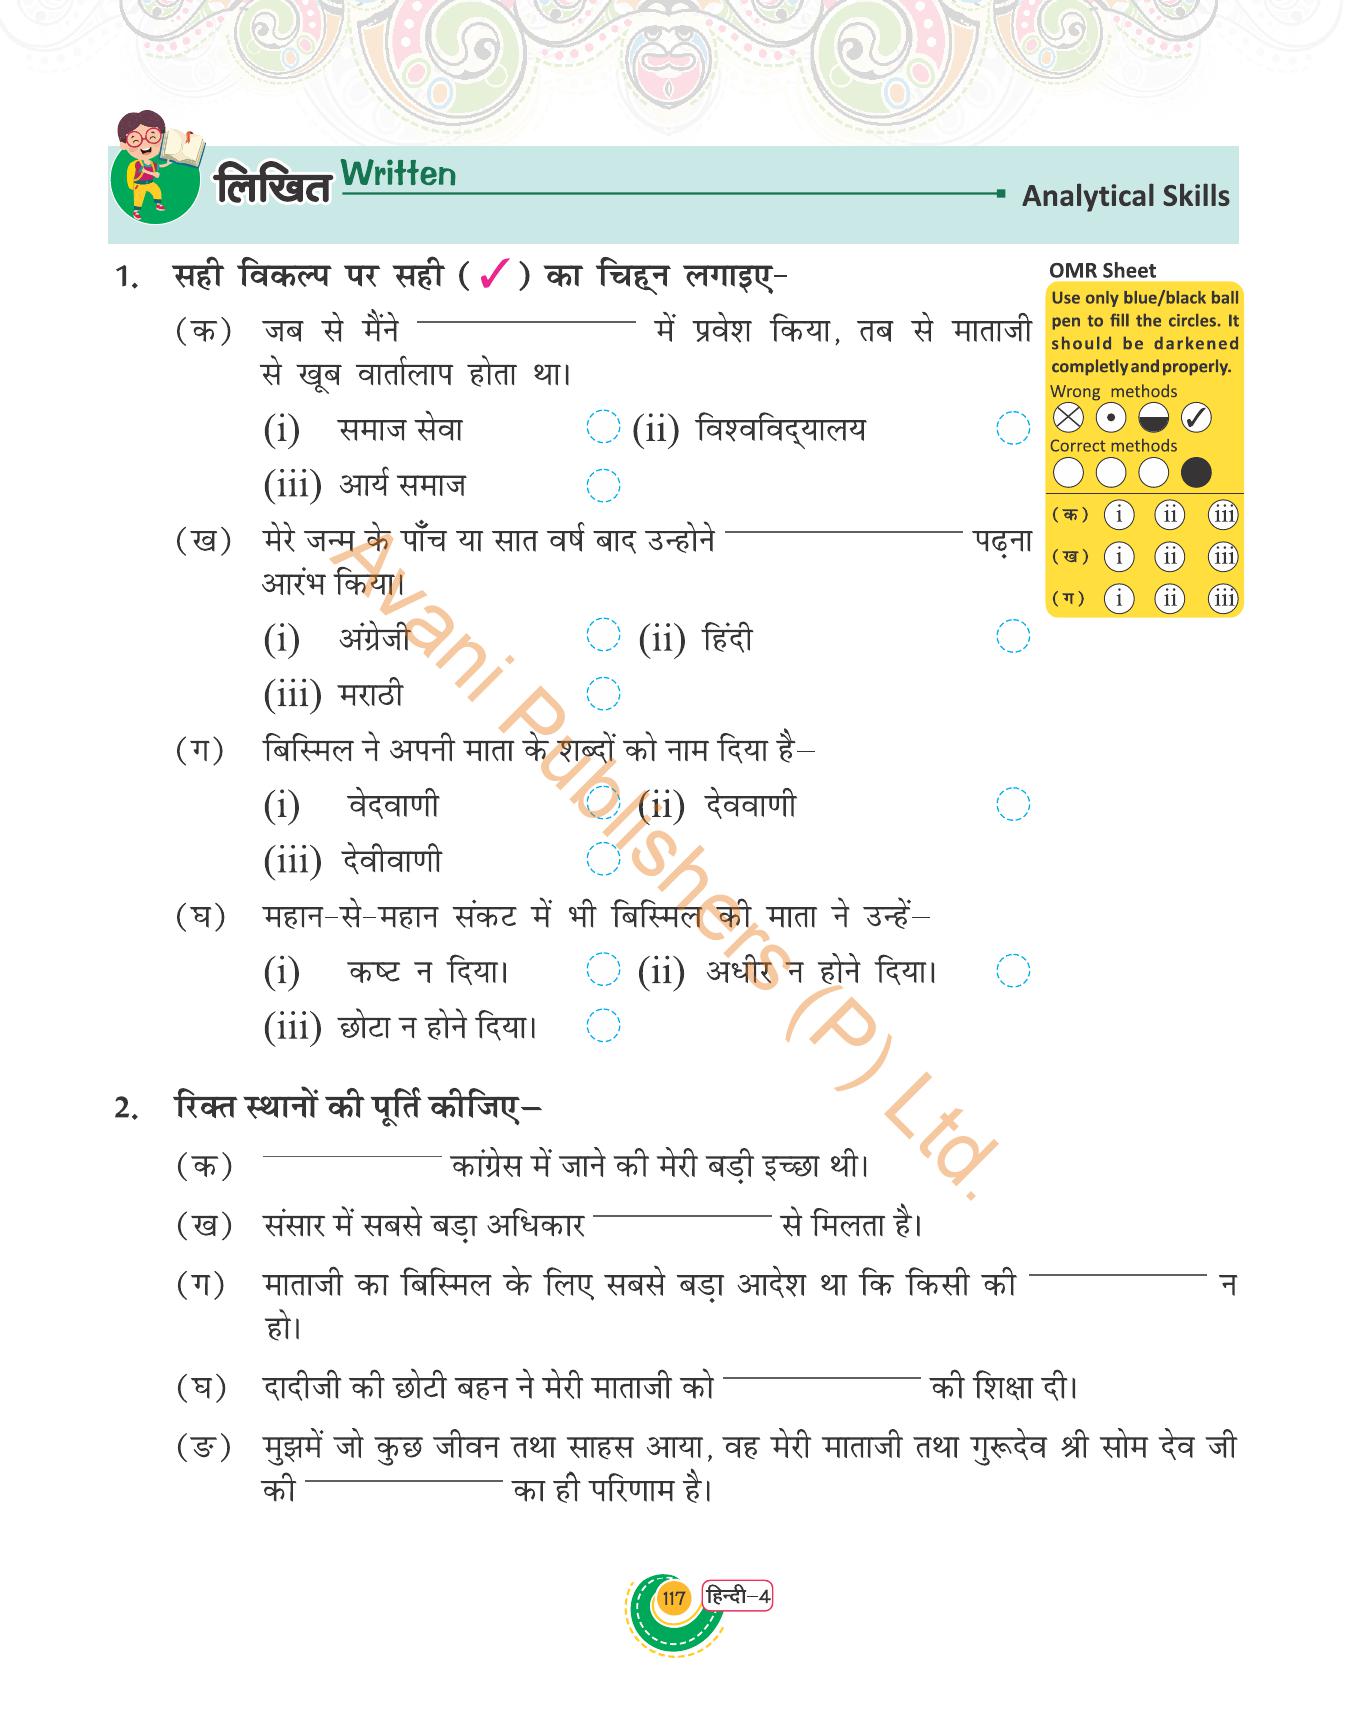 लिखित Written
Analytical Skills
1. सही विकल्प पर सही (✓) का चिह्न लगाइए–
(क) जब से मैंने ____________ में प्रवेश किया, तब से माताजी
से खूब वार्तालाप होता था।
(i) समाज सेवा (ii) विश्वविद्यालय
(iii) आर्य समाज
(ख) मेरे जन्म के पाँच या सात वर्ष बाद उन्होने ____________ पढ़ना
आरंभ किया।
(i) अंग्रेजी (ii) हिंदी
(iii) मराठी
(ग) बिस्मिल ने अपनी माता के शब्दों को नाम दिया है–
(i) वेदवाणी (ii) देववाणी
(iii) देवीवाणी
(घ) महान-से-महान संकट में भी बिस्मिल की माता ने उन्हें–
(i) कष्ट न दिया। (ii) अधीर न होने दिया।
(iii) छोटा न होने दिया।
OMR Sheet
Use only blue/black ball
pen to fill the circles. It
should be darkened
completly and properly.
Wrong methods
Correct methods
(क) i ii iii
(ख) i ii iii
(ग) i ii iii
2. रिक्त स्थानों की पूर्ति कीजिए–
(क) ____________ कांग्रेस में जाने की मेरी बड़ी इच्छा थी।
(ख) संसार में सबसे बड़ा अधिकार ____________ से मिलता है।
(ग) माताजी का बिस्मिल के लिए सबसे बड़ा आदेश था कि किसी की ____________ न
हो।
(घ) दादीजी की छोटी बहन ने मेरी माताजी को ____________ की शिक्षा दी।
(ङ) मुझमें जो कुछ जीवन तथा साहस आया, वह मेरी माताजी तथा गुरूदेव श्री सोम देव जी
की ____________ का ही परिणाम है।
Avani Publishers (P) Ltd.
117 हिन्दी-4